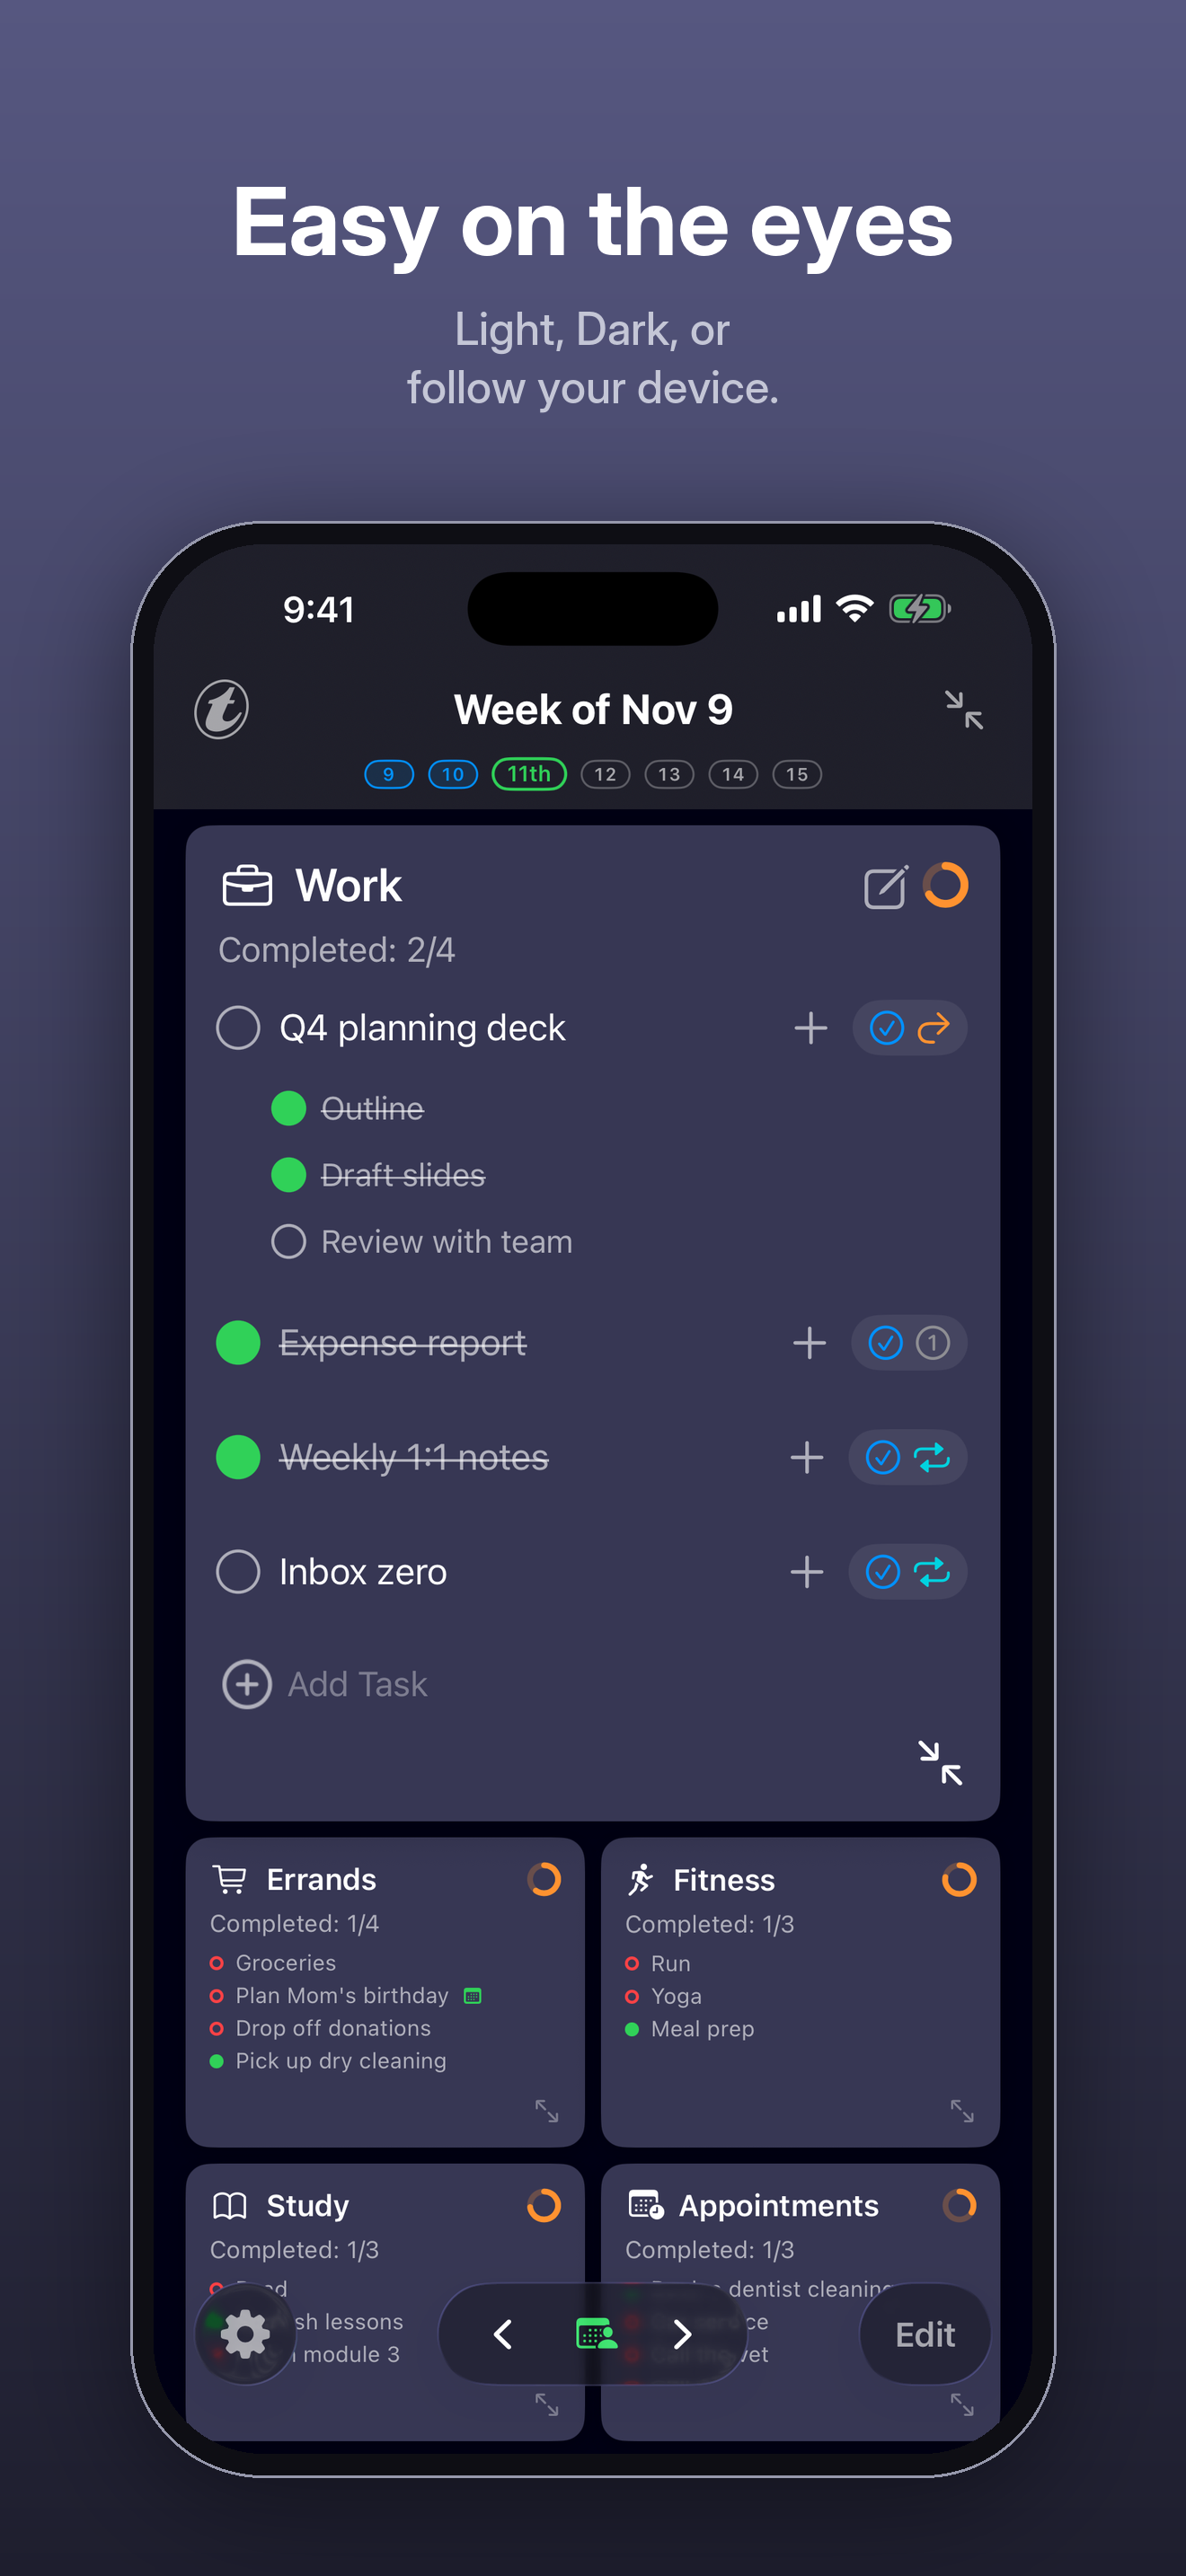 Easy on the eyes
Light, Dark, or
follow your device.
9:41
t
Week of Nov 9
9 10 11th 12 13 14 15
Work
Completed: 2/4
Q4 planning deck
Outline
Draft slides
Review with team
Expense report
1
Weekly 1:1 notes
Inbox zero
Add Task
Errands
Completed: 1/4
Groceries
Plan Mom's birthday
Drop off donations
Pick up dry cleaning
Fitness
Completed: 1/3
Run
Yoga
Meal prep
Study
Completed: 1/3
lessons
module 3
Appointments
Completed: 1/3
dentist cleaning
vet
Edit